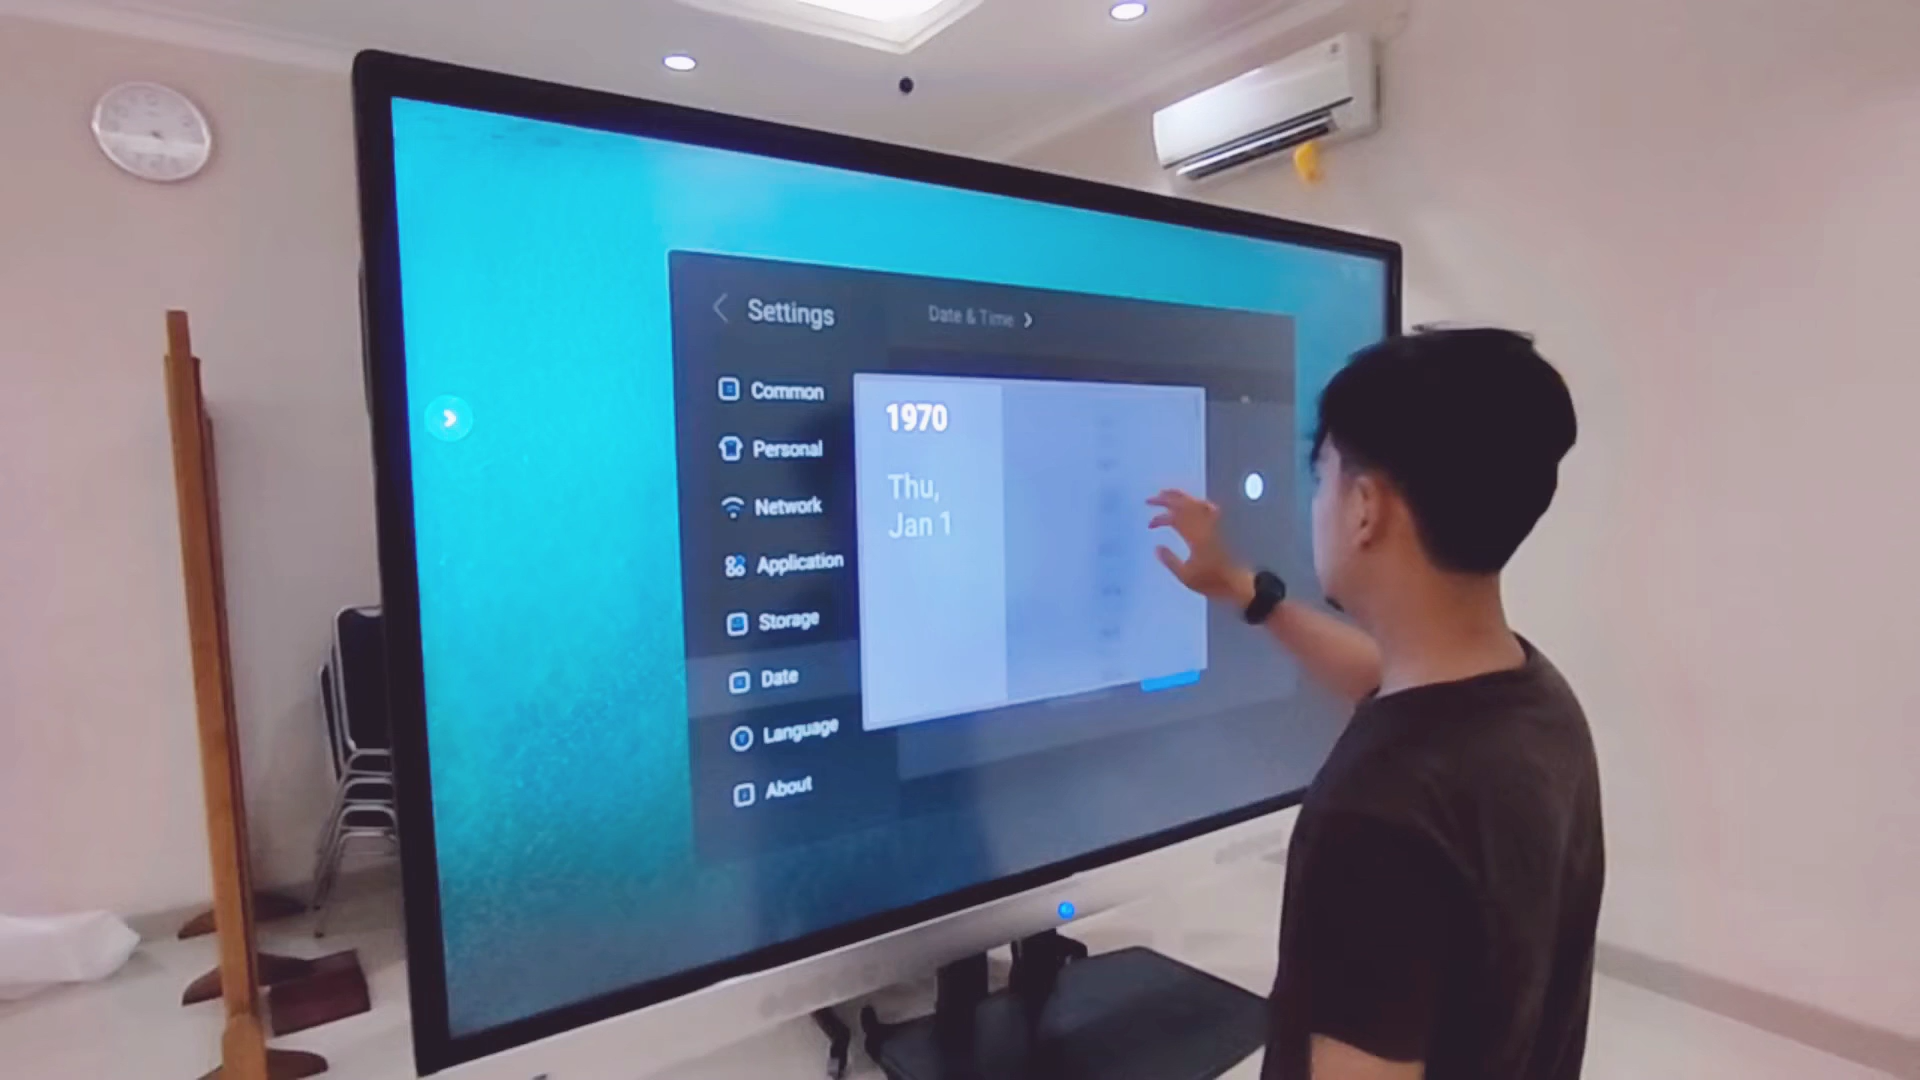 Settings
Date & Time
Common
Personal
Network
Application
Storage
Date
Language
About
1970
Thu,
Jan 1